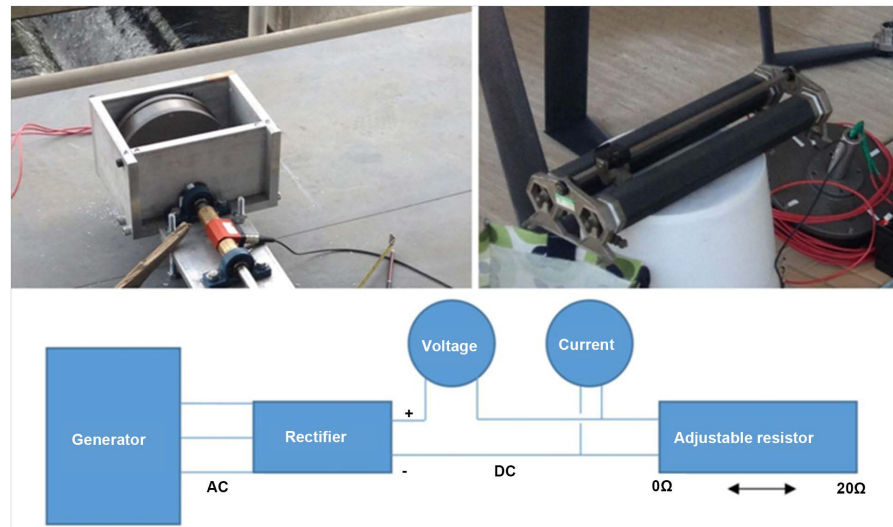 Voltage
Current
Generator
Rectifier
+
-
Adjustable resistor
AC
DC
0Ω
20Ω